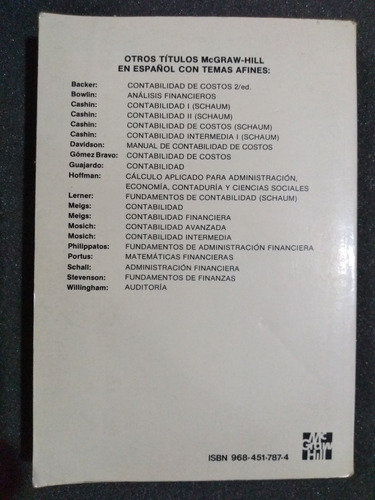 OTROS TÍTULOS McGRAW-HILL
EN ESPAÑOL CON TEMAS AFINES:
Backer: CONTABILIDAD DE COSTOS 2/ed.
Bowlin: ANÁLISIS FINANCIEROS
Cashin: CONTABILIDAD I (SCHAUM)
Cashin: CONTABILIDAD II (SCHAUM)
Cashin: CONTABILIDAD DE COSTOS (SCHAUM)
Cashin: CONTABILIDAD INTERMEDIA I (SCHAUM)
Davidson: MANUAL DE CONTABILIDAD DE COSTOS
Gómez Bravo: CONTABILIDAD DE COSTOS
Guajardo: CONTABILIDAD
Hoffman: CÁLCULO APLICADO PARA ADMINISTRACIÓN,
ECONOMÍA, CONTADURÍA Y CIENCIAS SOCIALES
Lerner: FUNDAMENTOS DE CONTABILIDAD (SCHAUM)
Meigs: CONTABILIDAD
Meigs: CONTABILIDAD FINANCIERA
Mosich: CONTABILIDAD AVANZADA
Mosich: CONTABILIDAD INTERMEDIA
Philippatos: FUNDAMENTOS DE ADMINISTRACIÓN FINANCIERA
Portus: MATEMÁTICAS FINANCIERAS
Schall: ADMINISTRACIÓN FINANCIERA
Stevenson: FUNDAMENTOS DE FINANZAS
Willingham: AUDITORÍA
Mc
Graw
Hill
ISBN 968-451-787-4